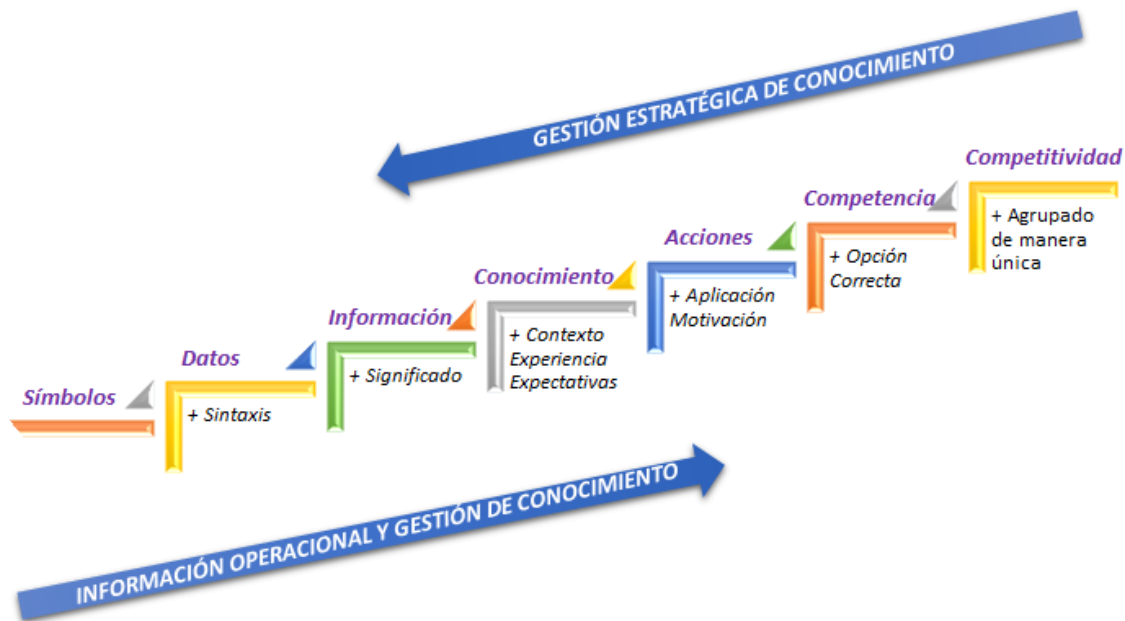 GESTIÓN ESTRATÉGICA DE CONOCIMIENTO
Competitividad
+ Agrupado
de manera
única
Competencia
+ Opción
Correcta
Acciones
+ Aplicación
Motivación
Conocimiento
+ Contexto
Experiencia
Expectativas
Información
+ Significado
Datos
+ Sintaxis
Símbolos
INFORMACIÓN OPERACIONAL Y GESTIÓN DE CONOCIMIENTO